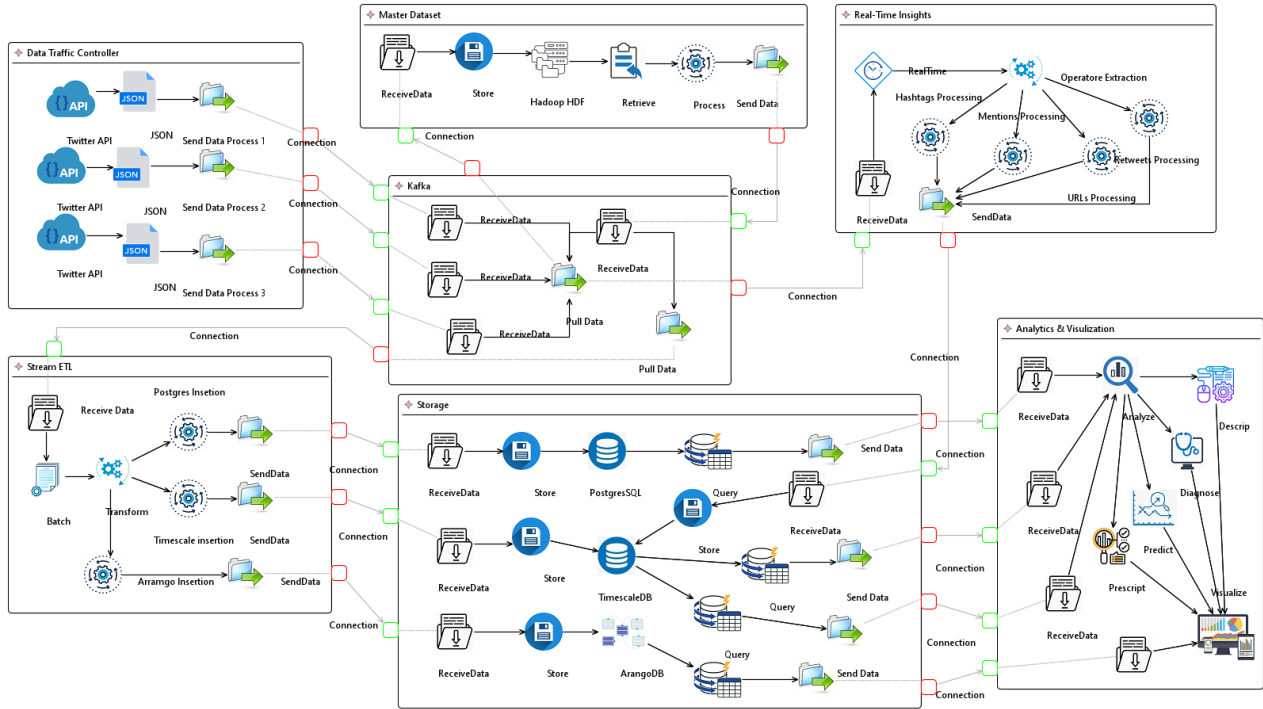 Data Traffic Controller
{} API
JSON
Twitter API
JSON
Send Data Process 1
{} API
JSON
Twitter API
JSON
Send Data Process 2
{} API
JSON
Twitter API
JSON
Send Data Process 3
Connection
Connection
Connection
Master Dataset
ReceiveData
Store
Hadoop HDF
Retrieve
Process
Send Data
Connection
Connection
Kafka
ReceiveData
ReceiveData
ReceiveData
ReceiveData
Pull Data
Pull Data
Connection
Connection
Real-Time Insights
RealTime
Operatore Extraction
Hashtags Processing
Mentions Processing
Retweets Processing
URLs Processing
ReceiveData
SendData
Connection
Stream ETL
Receive Data
Postgres Insetion
Batch
Transform
SendData
Timescale insertion
SendData
Aramgo Insertion
SendData
Connection
Connection
Connection
Storage
ReceiveData
Store
PostgresSQL
Query
Send Data
ReceiveData
ReceiveData
Store
TimescaleDB
Store
Query
Send Data
ReceiveData
Store
ArangoDB
Query
Send Data
Connection
Connection
Connection
Connection
Analytics & Visulization
ReceiveData
Analyze
Descrip
ReceiveData
Diagnose
Predict
Prescript
Visualize
ReceiveData